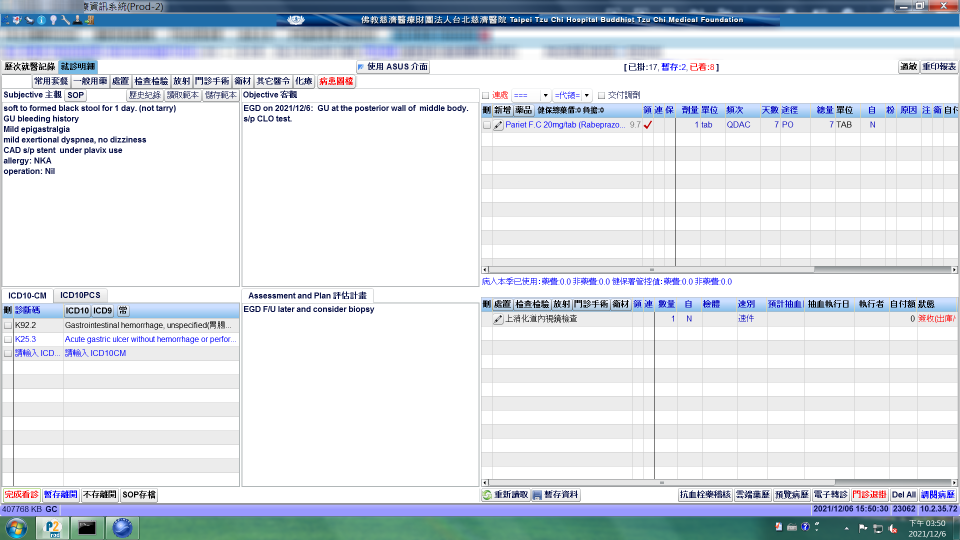 資訊系統(Prod-2)
佛教慈濟醫療財團法人台北慈濟醫院 Taipei Tzu Chi Hospital Buddhist Tzu Chi Medical Foundation
歷次就醫記錄 就診明細 使用 ASUS 介面 [已掛:17, 暫存:2, 已看:8 ] 過敏 重印報表
常用套餐 一般用藥 處置 檢查檢驗 放射 門診手術 衛材 其它醫令 化療 病患圖檔
Subjective 主觀 SOP 歷史紀錄 讀取範本 儲存範本
soft to formed black stool for 1 day. (not tarry)
GU bleeding history
Mild epigastralgia
mild exertional dyspnea, no dizziness
CAD s/p stent under plavix use
allergy: NKA
operation: Nil
Objective 客觀
EGD on 2021/12/6: GU at the posterior wall of middle body.
s/p CLO test.
連處 === =代碼= 交付調劑
刪 新增 藥品 健保總藥價:0 負擔:0 領 連 保 劑量 單位 頻次 天數 途徑 總量 單位 自 粉 原因 注 衛 自付
Pariet F.C 20mg/tab (Rabeprazo... 9.7 1 tab QDAC 7 PO 7 TAB N
病人本季已使用:藥費:0.0 非藥費:0.0 健保署管控值:藥費:0.0 非藥費:0.0
ICD10-CM ICD10PCS
刪 診斷碼 ICD10 ICD9 常
K92.2 Gastrointestinal hemorrhage, unspecified(胃腸...
K25.3 Acute gastric ulcer without hemorrhage or perfor...
請輸入 ICD... 請輸入 ICD10CM
Assessment and Plan 評估計畫
EGD F/U later and consider biopsy
刪 處置 檢查檢驗 放射 門診手術 衛材 領 連 數量 自 檢體 速別 預計抽血 抽血執行日 執行者 自付額 狀態
上消化道內視鏡檢查 1 N 速件 0 簽收(出庫/
完成看診 暫存離開 不存離開 SOP存檔 重新讀取 暫存資料 抗血栓藥稽核 雲端藥歷 預覽病歷 電子轉診 門診退掛 Del All 調閱病歷
407768 KB GC 2021/12/06 15:50:30 23062 10.2.35.72
下午 03:50
2021/12/6